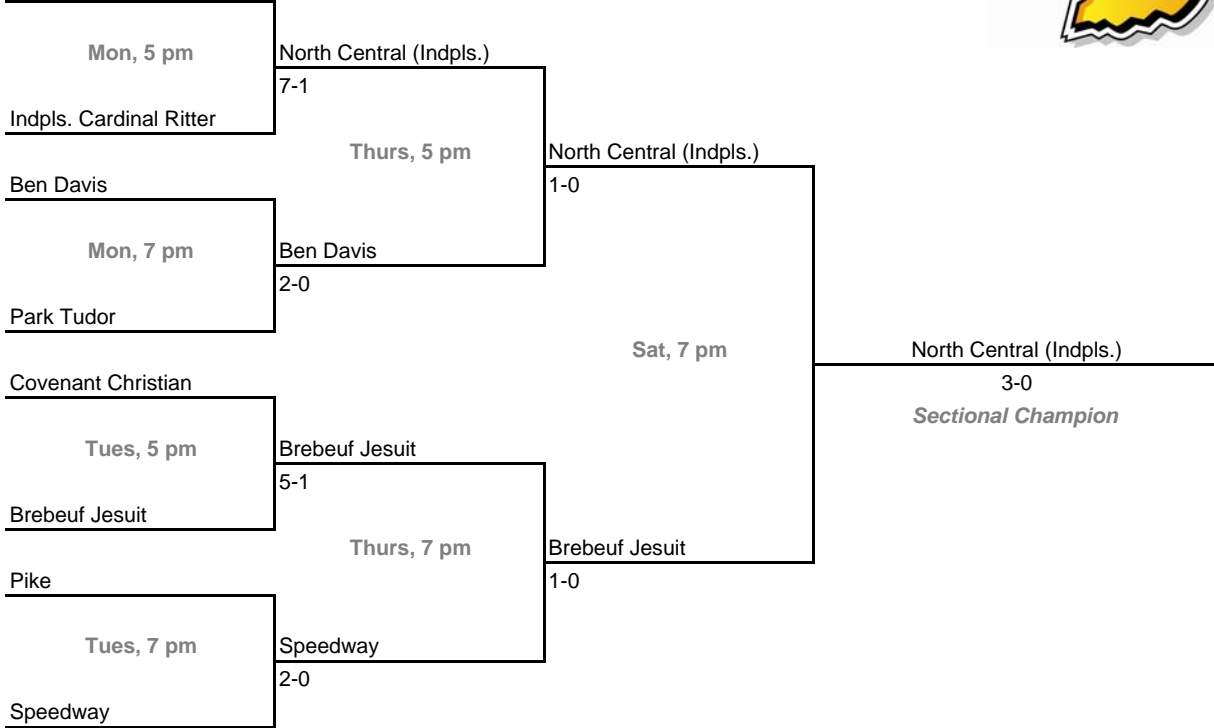 Mon, 5 pm
North Central (Indpls.)
7-1
Indpls. Cardinal Ritter
Thurs, 5 pm
North Central (Indpls.)
1-0
Ben Davis
Mon, 7 pm
Ben Davis
2-0
Park Tudor
Sat, 7 pm
North Central (Indpls.)
3-0
Sectional Champion
Covenant Christian
Tues, 5 pm
Brebeuf Jesuit
5-1
Brebeuf Jesuit
Thurs, 7 pm
Brebeuf Jesuit
1-0
Pike
Tues, 7 pm
Speedway
2-0
Speedway